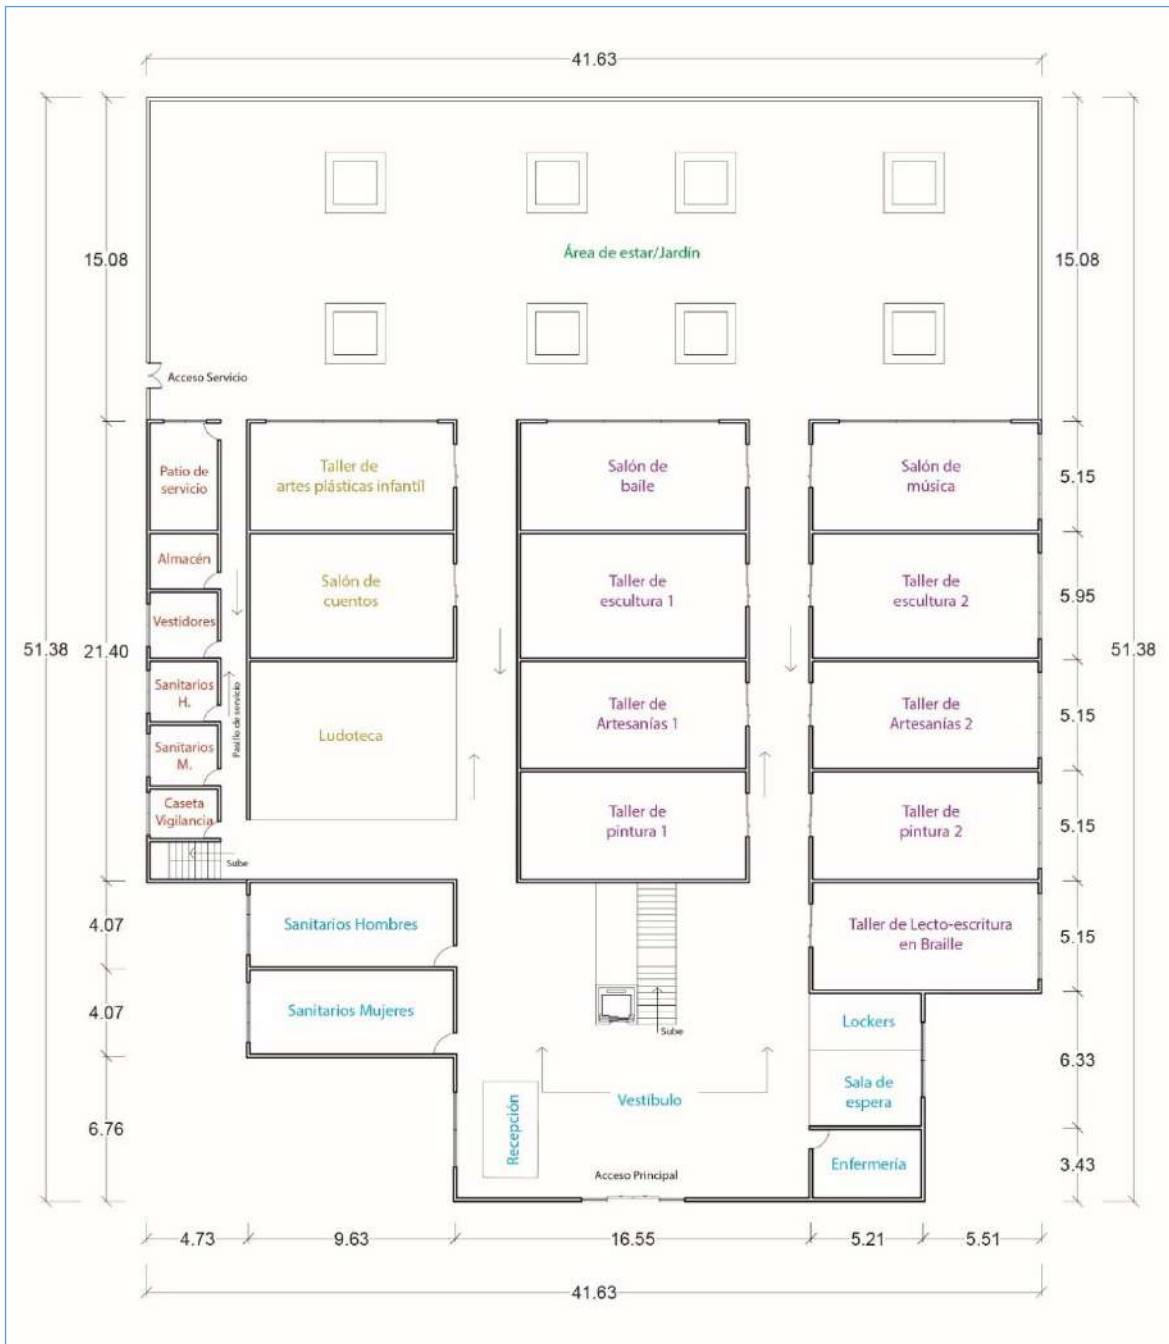 41.63
15.08
15.08
Área de estar/Jardín
Acceso Servicio
Patio de
servicio
Taller de
artes plásticas infantil
Salón de
baile
Salón de
música
5.15
Almacén
Salón de
cuentos
Taller de
escultura 1
Taller de
escultura 2
5.95
Vestidores
51.38
21.40
51.38
Sanitarios
H.
Pasillo de servicio
Ludoteca
Taller de
Artesanías 1
Taller de
Artesanías 2
5.15
Sanitarios
M.
Caseta
Vigilancia
Taller de
pintura 1
Taller de
pintura 2
5.15
Sube
4.07
Sanitarios Hombres
Taller de Lecto-escritura
en Braille
5.15
4.07
Sanitarios Mujeres
Lockers
Sube
6.33
Sala de
espera
Vestíbulo
Recepción
6.76
Enfermería
3.43
Acceso Principal
4.73
9.63
16.55
5.21
5.51
41.63